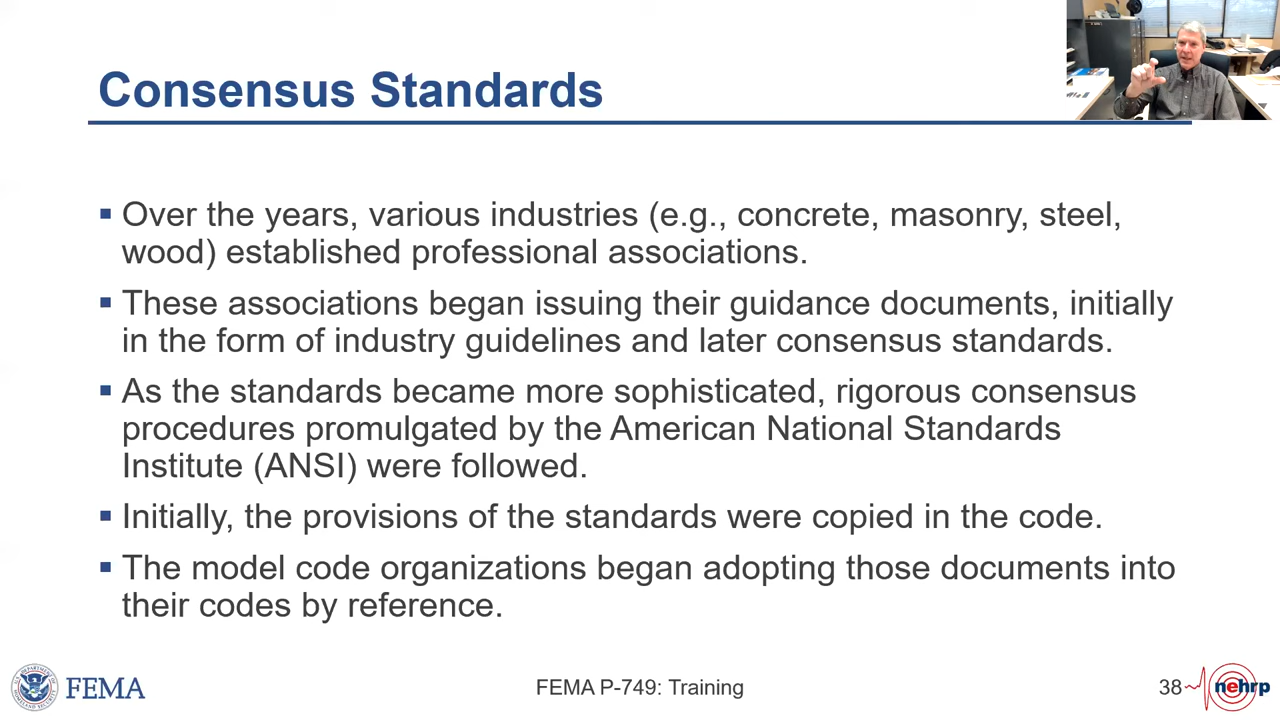 Consensus Standards
▪ Over the years, various industries (e.g., concrete, masonry, steel,
wood) established professional associations.
▪ These associations began issuing their guidance documents, initially
in the form of industry guidelines and later consensus standards.
▪ As the standards became more sophisticated, rigorous consensus
procedures promulgated by the American National Standards
Institute (ANSI) were followed.
▪ Initially, the provisions of the standards were copied in the code.
▪ The model code organizations began adopting those documents into
their codes by reference.
FEMA
FEMA P-749: Training
38
nehrp